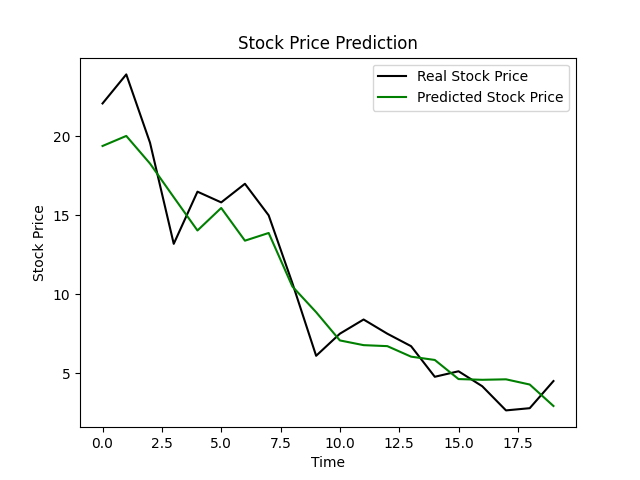 Stock Price Prediction
Real Stock Price
Predicted Stock Price
Stock Price
20
15
10
5
0.0 2.5 5.0 7.5 10.0 12.5 15.0 17.5
Time